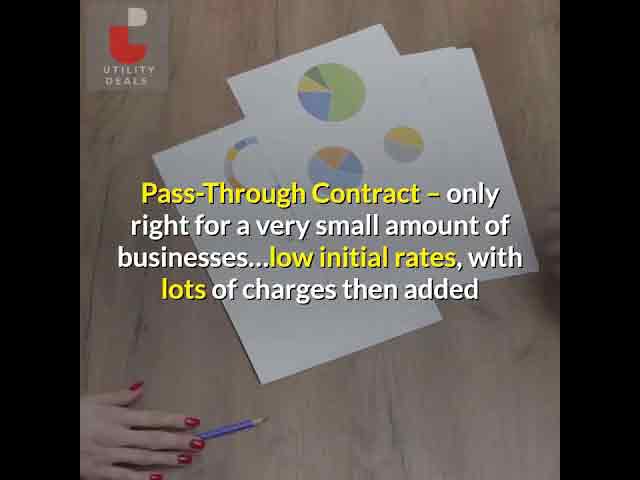 UTILITY
DEALS
Pass-Through Contract – only
right for a very small amount of
businesses...low initial rates, with
lots of charges then added